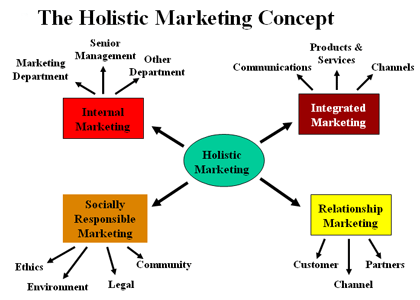 The Holistic Marketing Concept
Senior
Management
Marketing
Department
Other
Department
Products &
Services
Communications
Channels
Internal
Marketing
Integrated
Marketing
Holistic
Marketing
Socially
Responsible
Marketing
Relationship
Marketing
Ethics
Environment
Legal
Community
Customer
Channel
Partners